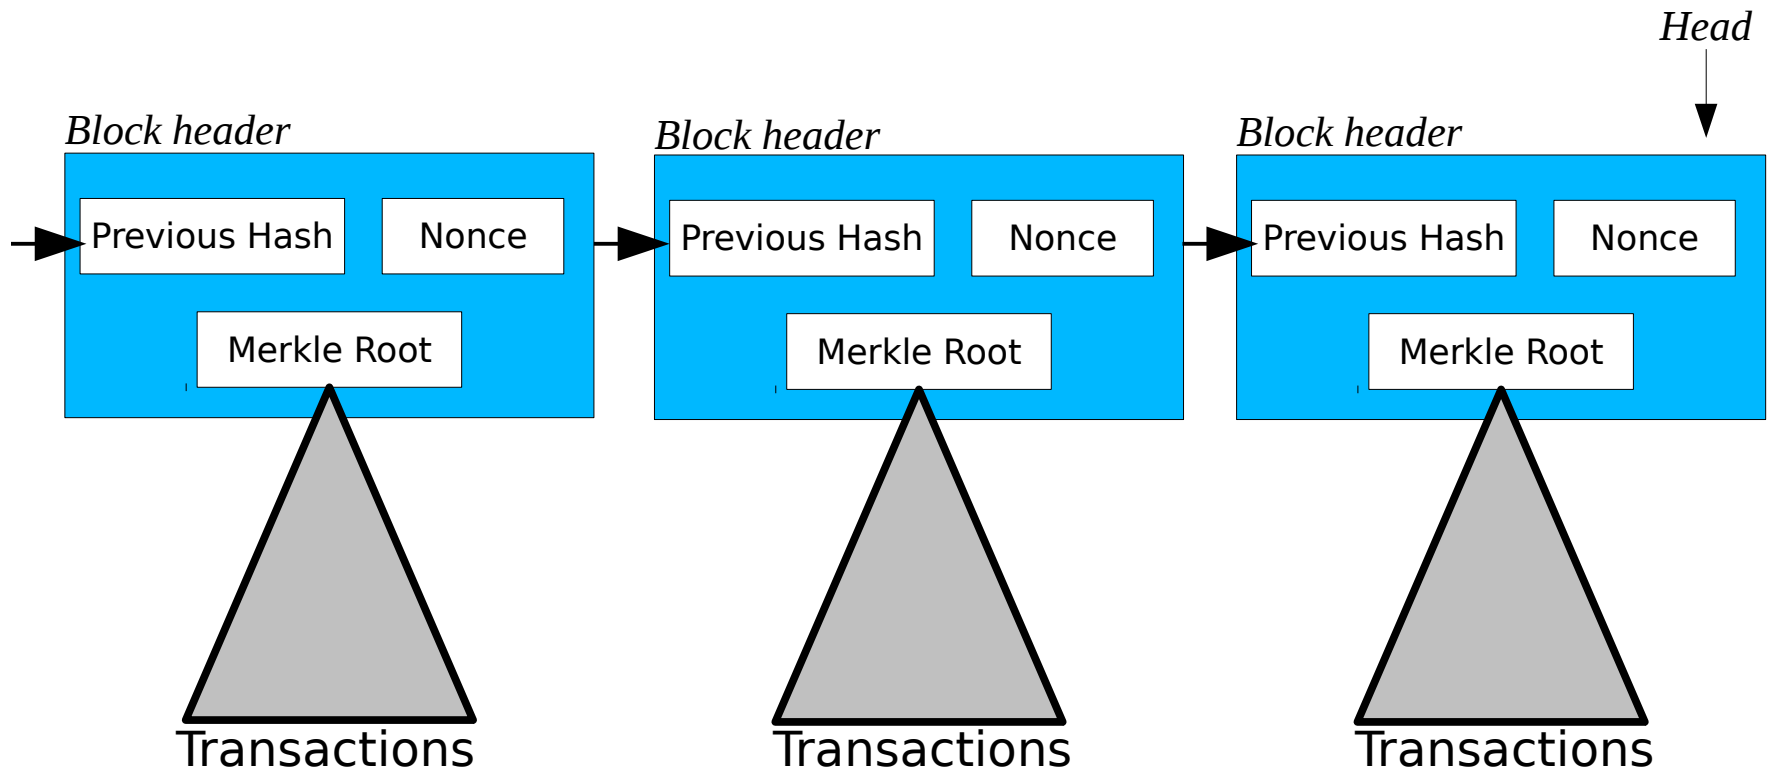 Head
Block header
Block header
Block header
Previous Hash
Nonce
Previous Hash
Nonce
Previous Hash
Nonce
Merkle Root
Merkle Root
Merkle Root
Transactions
Transactions
Transactions